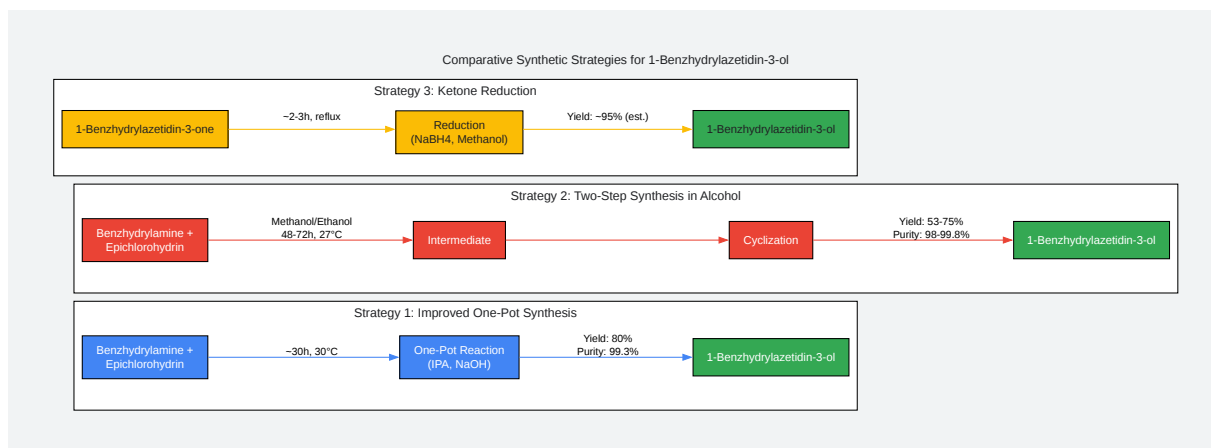 Comparative Synthetic Strategies for 1-Benzhydrylazetidin-3-ol
Strategy 3: Ketone Reduction
1-Benzhydrylazetidin-3-one
~2-3h, reflux
Reduction
(NaBH4, Methanol)
Yield: ~95% (est.)
1-Benzhydrylazetidin-3-ol
Strategy 2: Two-Step Synthesis in Alcohol
Benzhydrylamine +
Epichlorohydrin
Methanol/Ethanol
48-72h, 27°C
Intermediate
Cyclization
Yield: 53-75%
Purity: 98-99.8%
1-Benzhydrylazetidin-3-ol
Strategy 1: Improved One-Pot Synthesis
Benzhydrylamine +
Epichlorohydrin
~30h, 30°C
One-Pot Reaction
(IPA, NaOH)
Yield: 80%
Purity: 99.3%
1-Benzhydrylazetidin-3-ol